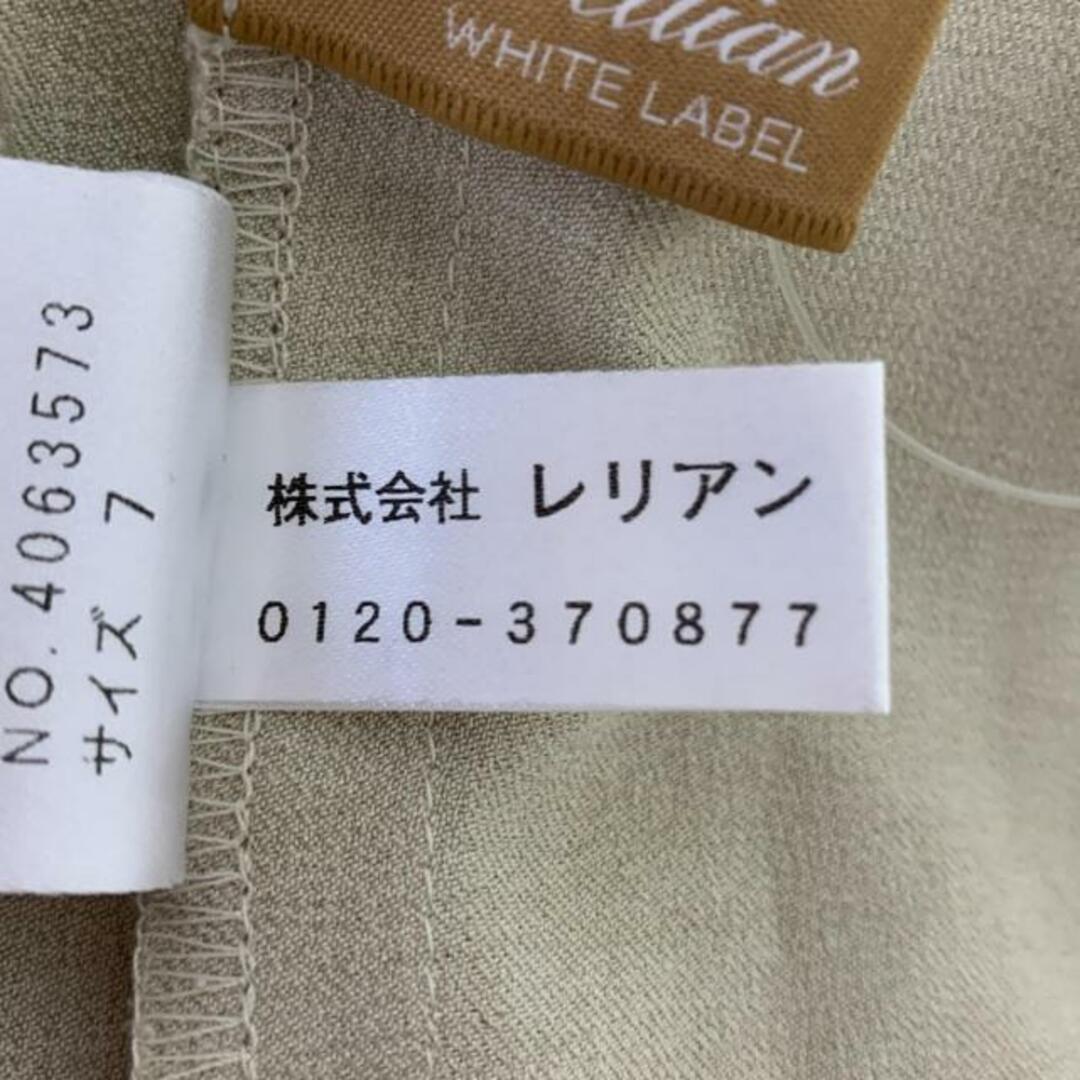 WHITE LABEL
NO. 4063573
サイズ 7
株式会社 レリアン
0120-370877